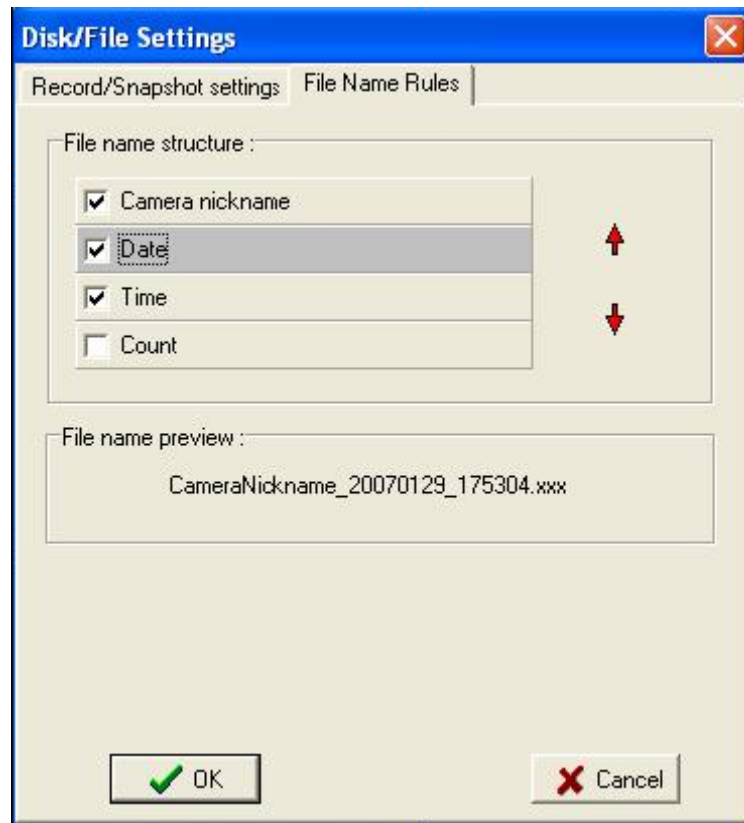 Disk/File Settings
Record/Snapshot settings
File Name Rules
File name structure :
Camera nickname
Date
Time
Count
File name preview :
CameraNickname_20070129_175304.xxx
OK
Cancel